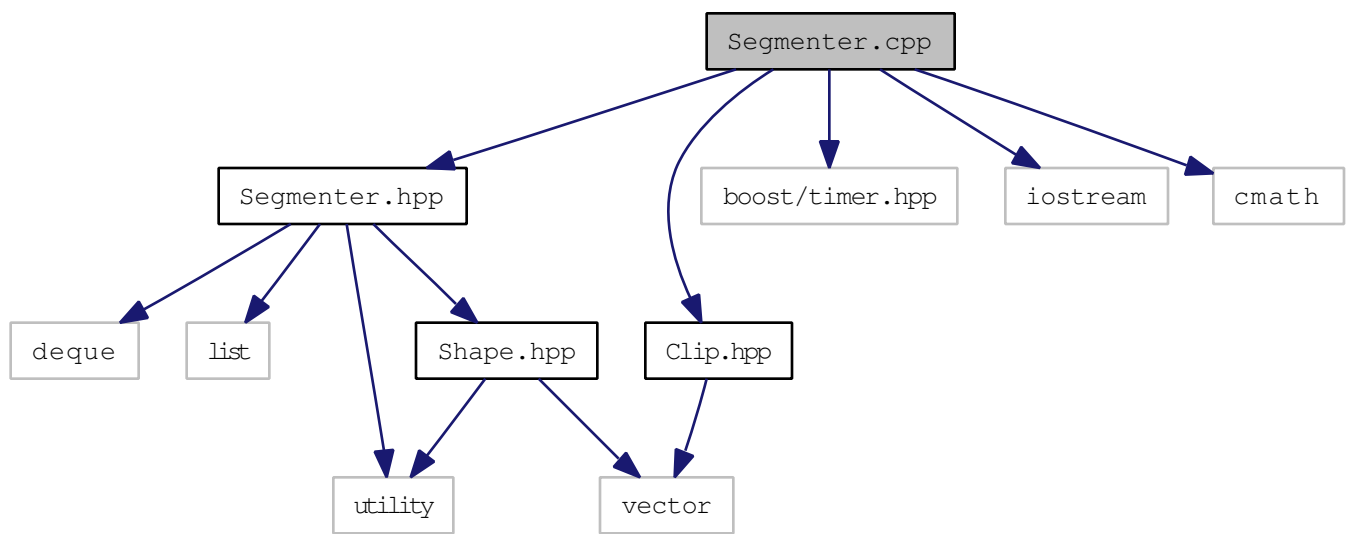 Segmenter.cpp
Segmenter.hpp
boost/timer.hpp
iostream
cmath
deque
list
Shape.hpp
Clip.hpp
utility
vector